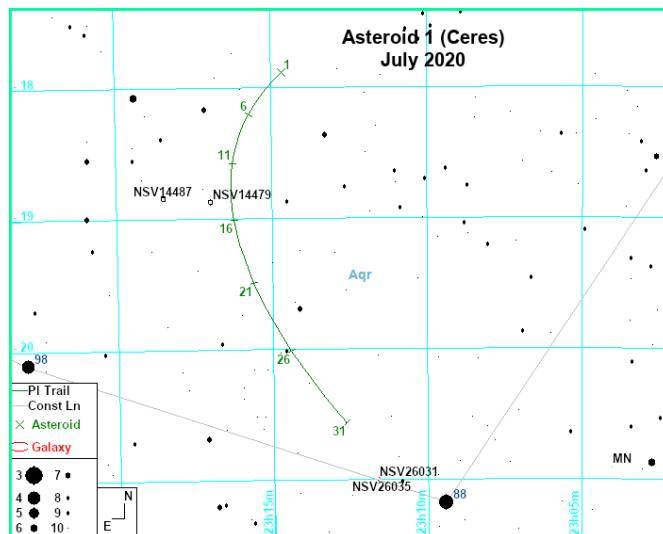 Asteroid 1 (Ceres)
July 2020
1
- 18
6
11
NSV14487
NSV14479
- 19
16
Aqr
21
- 20
26
98
PI Trail
Const Ln
Asteroid
Galaxy
31
MN
3 7
4 8
5 9
6 10
N
E
NSV26031
NSV26035
88
23h15m
23h10m
23h05m